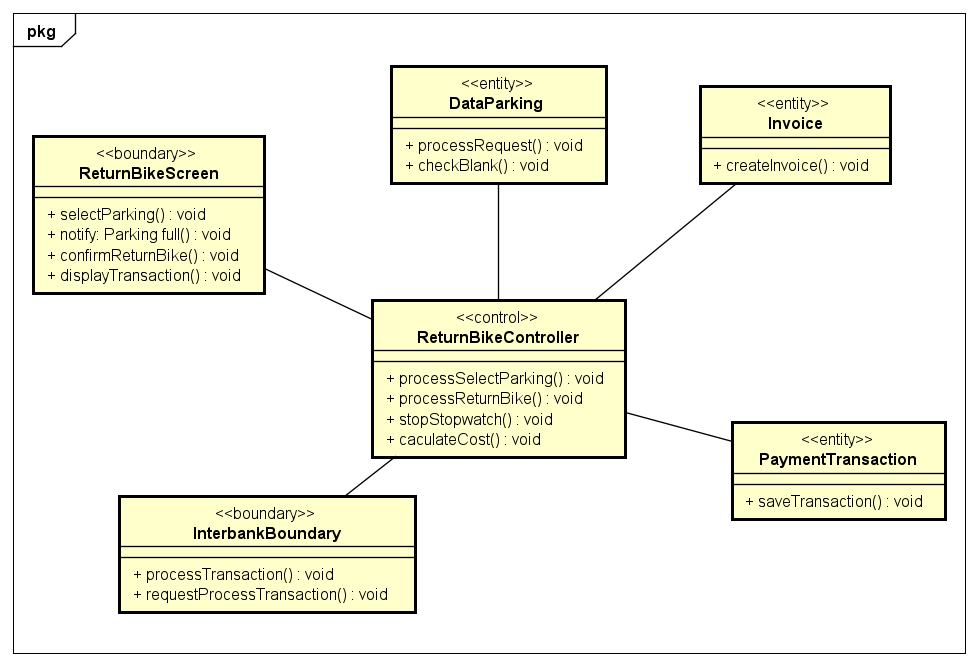 pkg
<<entity>>
DataParking
+ processRequest() : void
+ checkBlank() : void
<<entity>>
Invoice
+ createInvoice() : void
<<boundary>>
ReturnBikeScreen
+ selectParking() : void
+ notify: Parking full() : void
+ confirmReturnBike() : void
+ displayTransaction() : void
<<control>>
ReturnBikeController
+ processSelectParking() : void
+ processReturnBike() : void
+ stopStopwatch() : void
+ caculateCost() : void
<<entity>>
PaymentTransaction
+ saveTransaction() : void
<<boundary>>
InterbankBoundary
+ processTransaction() : void
+ requestProcessTransaction() : void